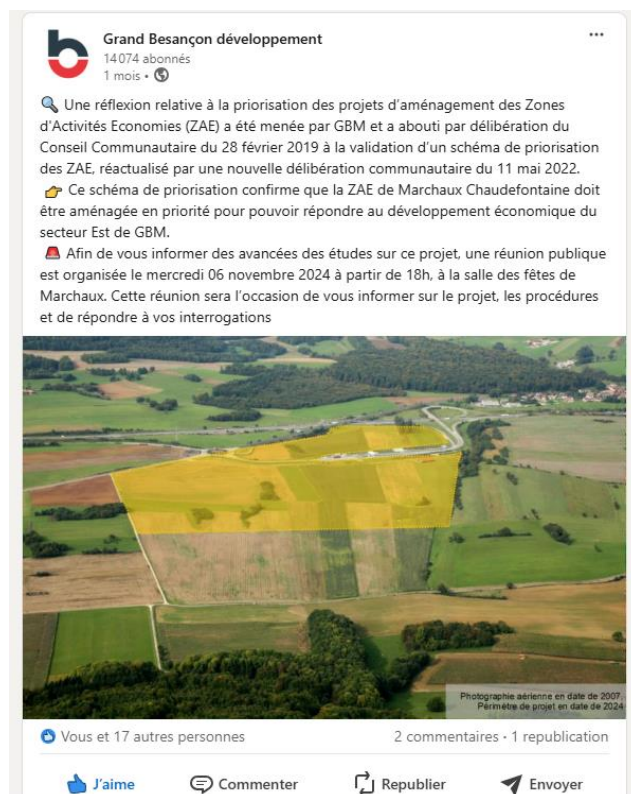 Grand Besançon développement
14 074 abonnés
1 mois •
Une réflexion relative à la priorisation des projets d'aménagement des Zones
d'Activités Economies (ZAE) a été menée par GBM et a abouti par délibération du
Conseil Communautaire du 28 février 2019 à la validation d'un schéma de priorisation
des ZAE, réactualisé par une nouvelle délibération communautaire du 11 mai 2022.
Ce schéma de priorisation confirme que la ZAE de Marchaux Chaudefontaine doit
être aménagée en priorité pour pouvoir répondre au développement économique du
secteur Est de GBM.
Afin de vous informer des avancées des études sur ce projet, une réunion publique
est organisée le mercredi 06 novembre 2024 à partir de 18h, à la salle des fêtes de
Marchaux. Cette réunion sera l'occasion de vous informer sur le projet, les procédures
et de répondre à vos interrogations
Photographie aérienne en date de 2007
Périmètre de projet en date de 2024
Vous et 17 autres personnes
2 commentaires • 1 republication
J'aime
Commenter
Republier
Envoyer